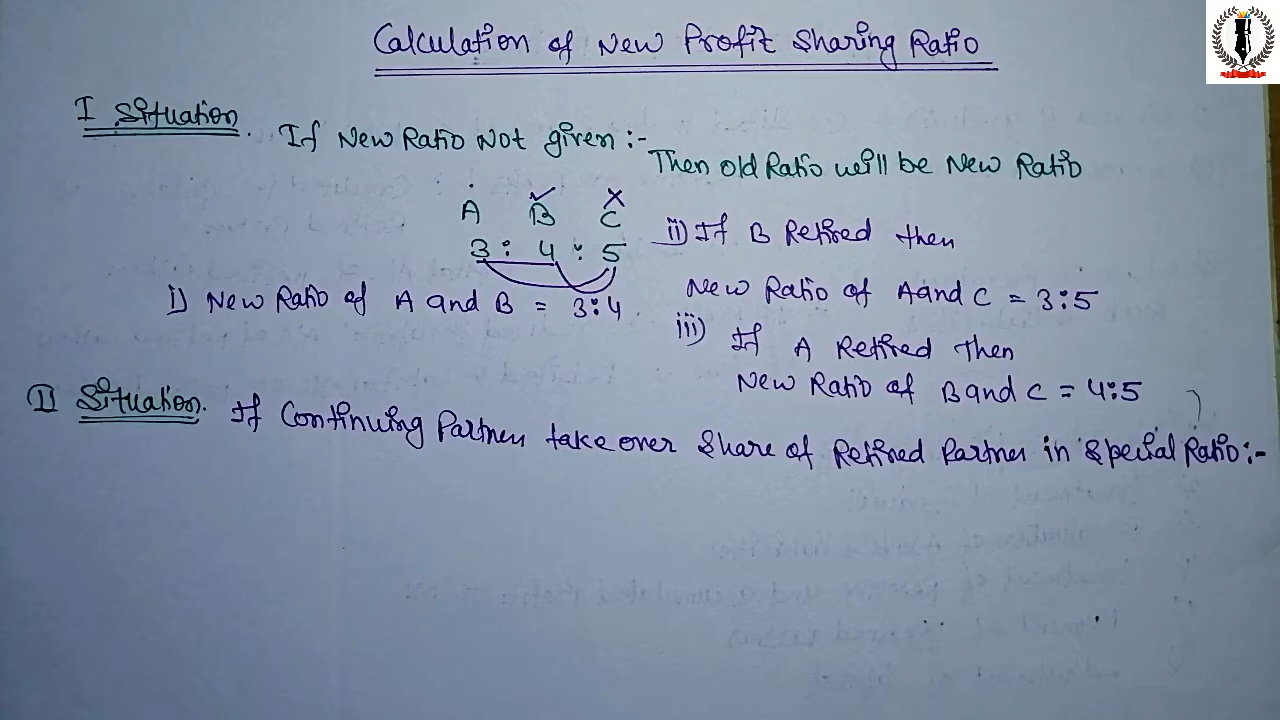 Calculation of New Profit Sharing Ratio
I Situation. If New Ratio Not given :-
Then old Ratio will be New Ratio
A B C
3 : 4 : 5
i) New Ratio of A and B = 3:4
ii) If B Retired then
New Ratio of A and C = 3:5
iii) If A Retired Then
New Ratio of B and C = 4:5
II Situation. If Continuing Partner take over Share of Retired Partner in Special Ratio :-